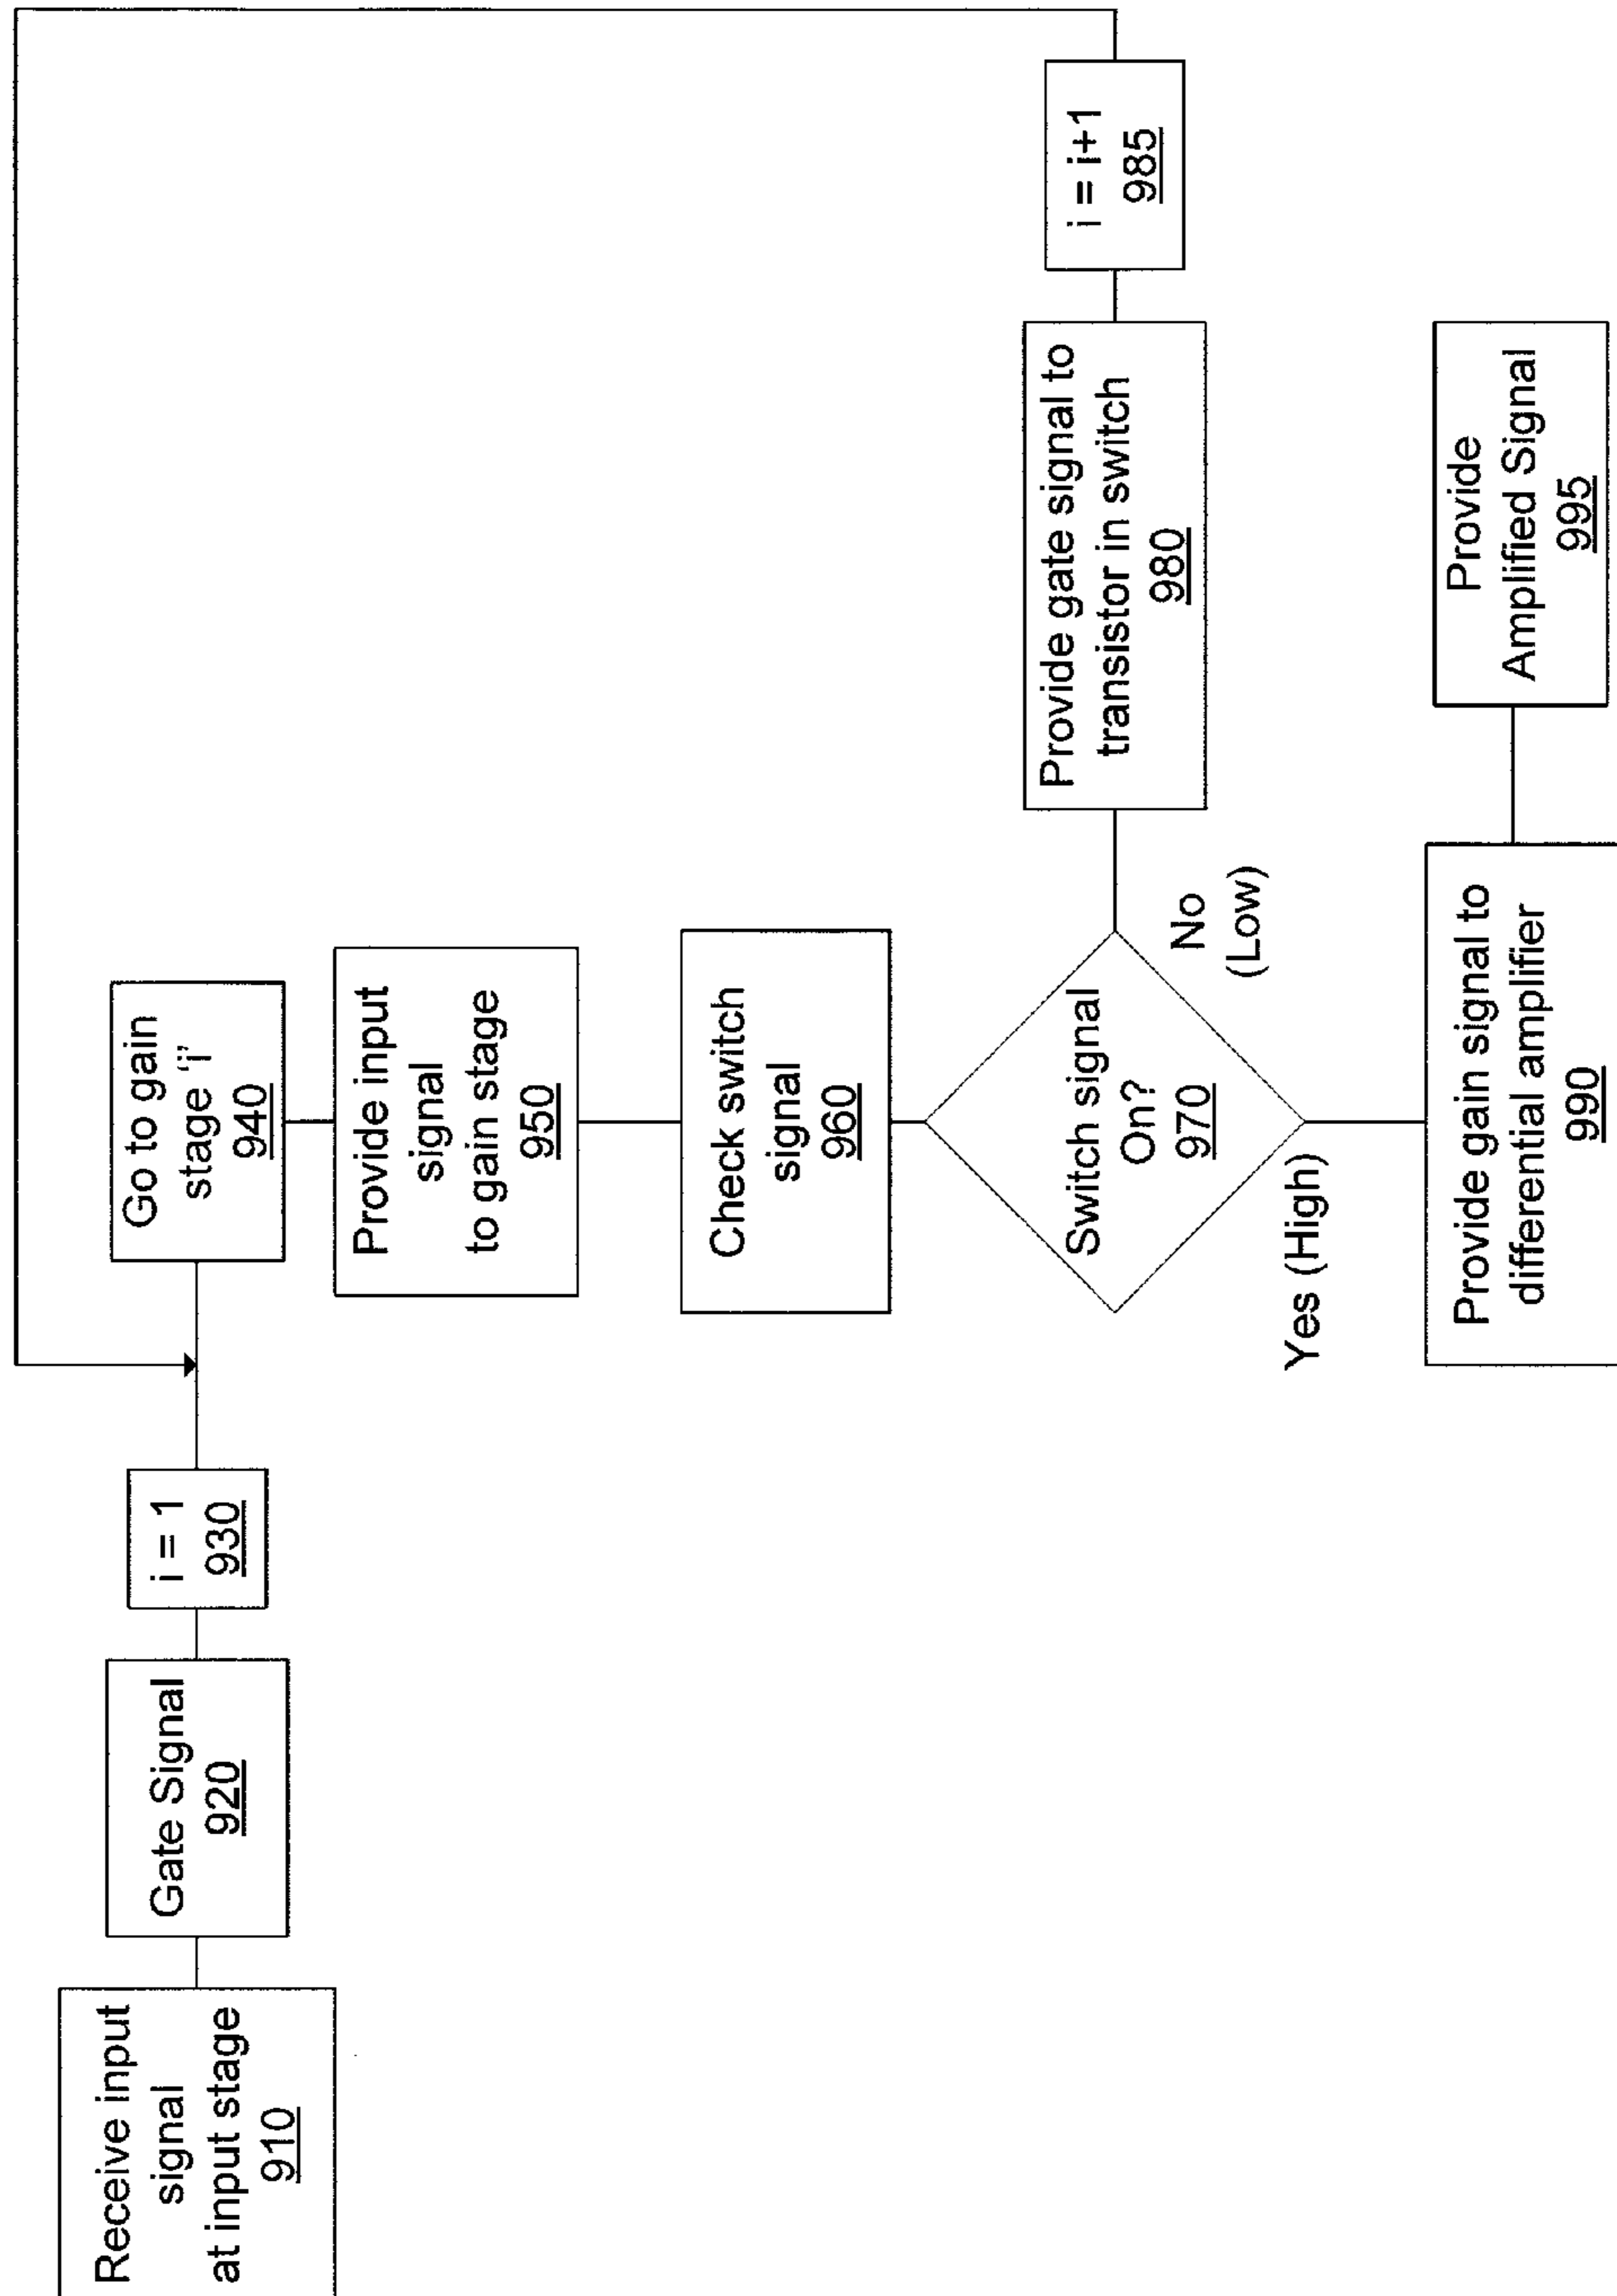 Receive input
signal
at input stage
910
Gate Signal
920
i = 1
930
Go to gain
stage 'i'
940
Provide input
signal
to gain stage
950
Check switch
signal
960
Switch signal
On?
970
No
(Low)
Provide gate signal to
transistor in switch
980
i = i+1
985
Yes (High)
Provide gain signal to
differential amplifier
990
Provide
Amplified Signal
995